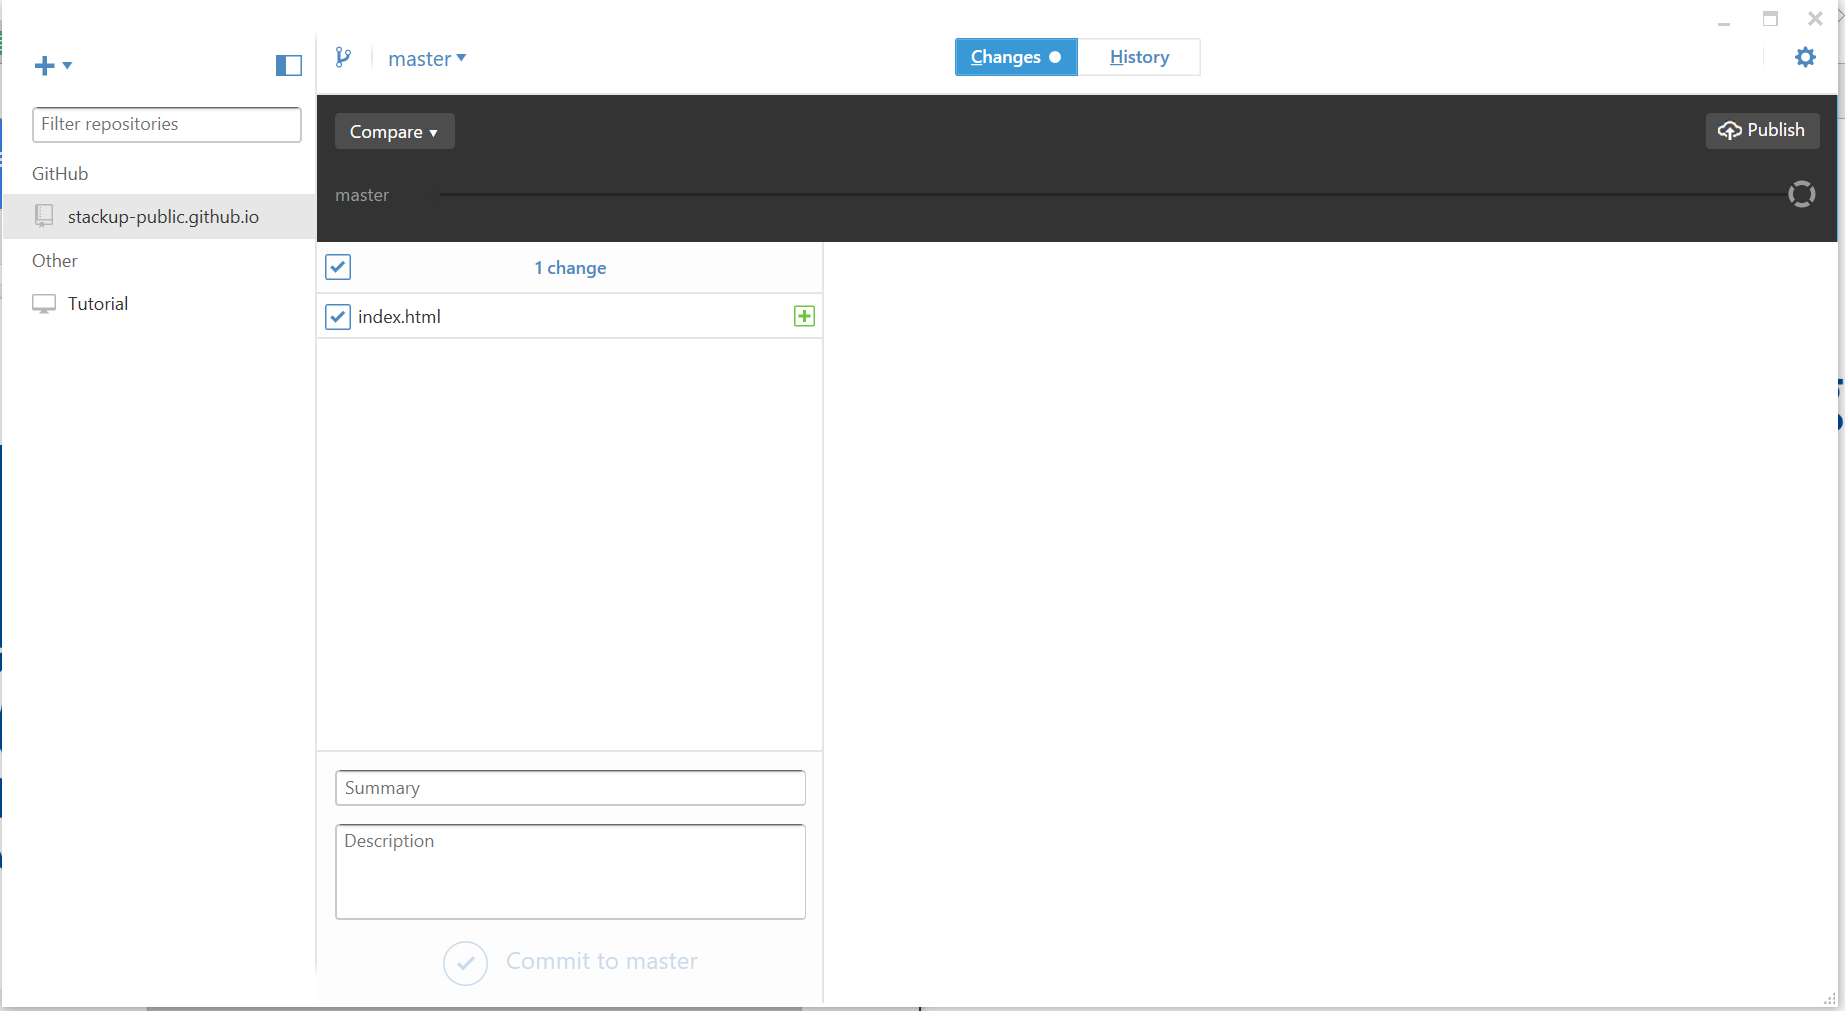 master
Changes
History
Filter repositories
GitHub
stackup-public.github.io
Other
Tutorial
Compare
Publish
master
1 change
index.html
Summary
Description
Commit to master